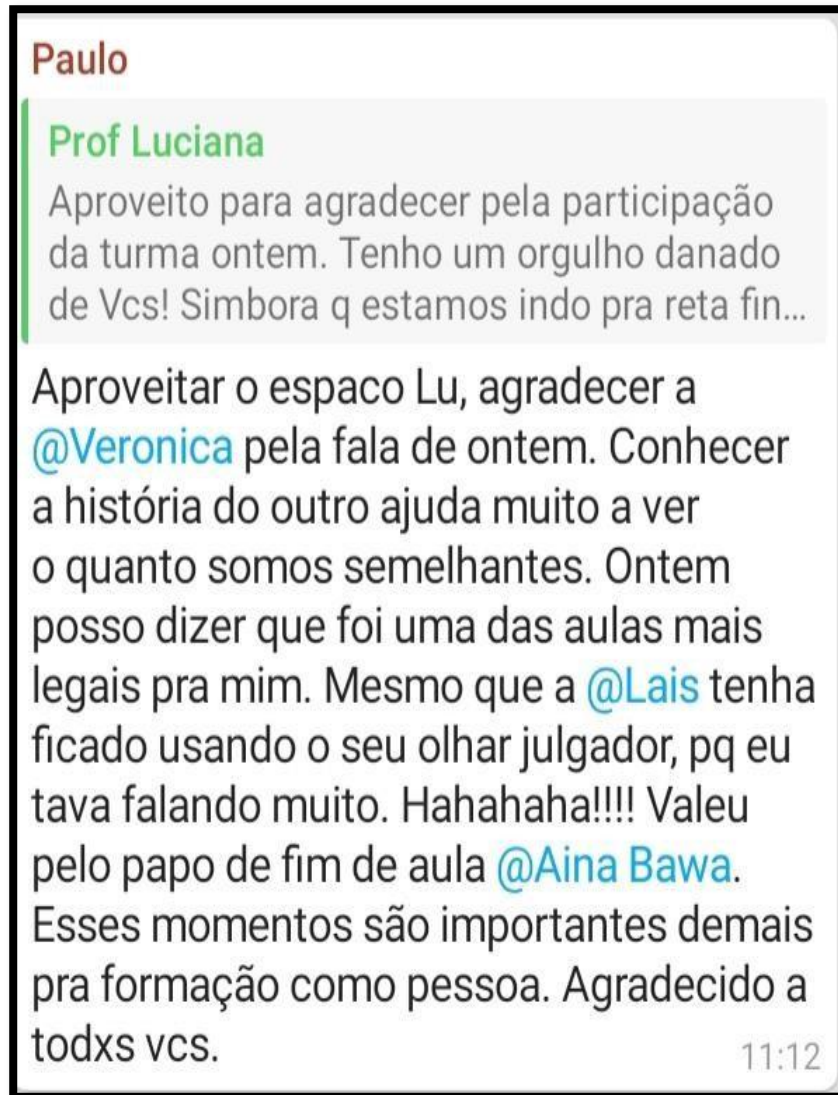 Paulo
Prof Luciana
Aproveito para agradecer pela participação
da turma ontem. Tenho um orgulho danado
de Vcs! Simbora q estamos indo pra reta fin...
Aproveitar o espaco Lu, agradecer a
@Veronica pela fala de ontem. Conhecer
a história do outro ajuda muito a ver
o quanto somos semelhantes. Ontem
posso dizer que foi uma das aulas mais
legais pra mim. Mesmo que a @Lais tenha
ficado usando o seu olhar julgador, pq eu
tava falando muito. Hahahaha!!!! Valeu
pelo papo de fim de aula @Aina Bawa.
Esses momentos são importantes demais
pra formação como pessoa. Agradecido a
todxs vcs.
11:12